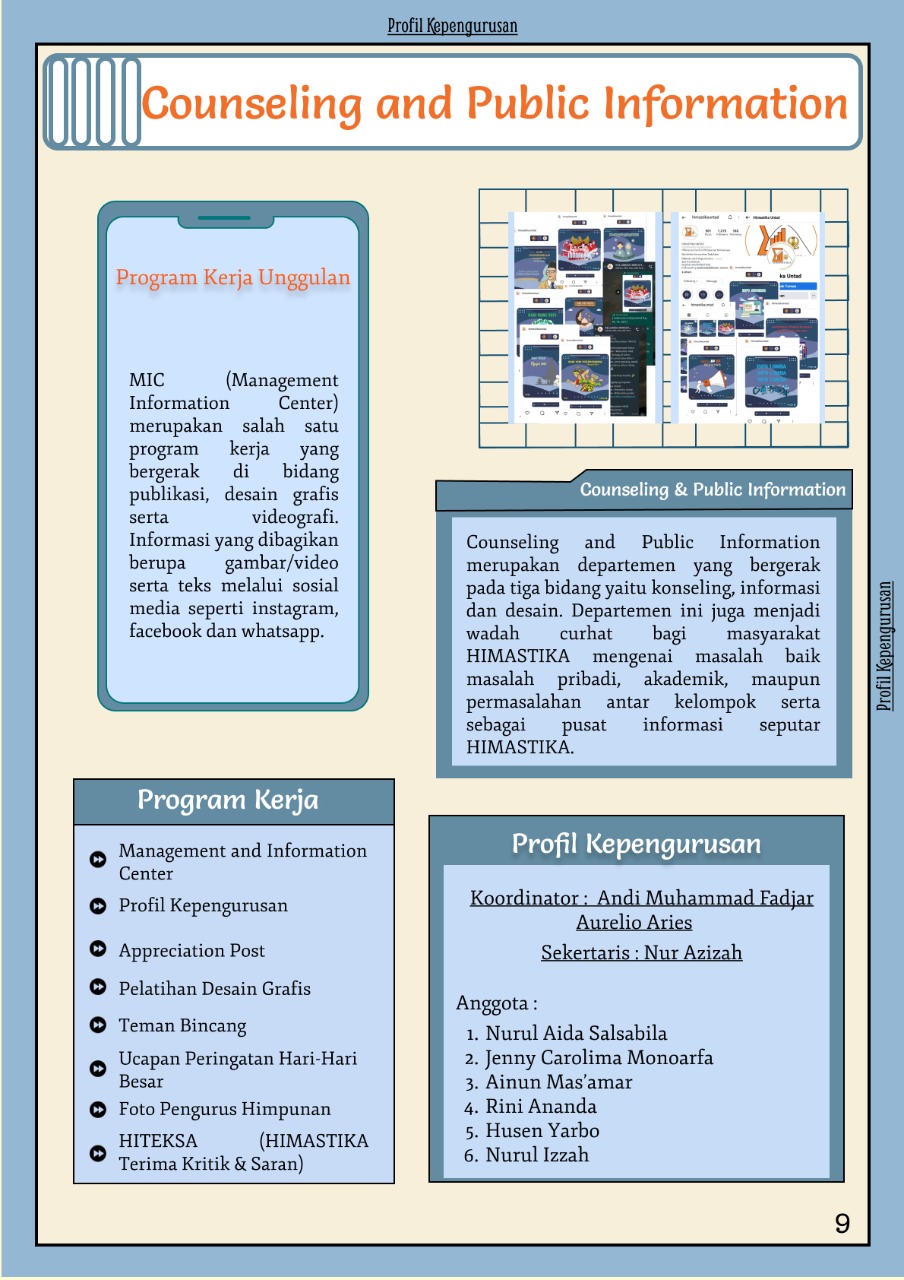 Profil Kepengurusan
Counseling and Public Information
Program Kerja Unggulan
MIC (Management
Information Center)
merupakan salah satu
program kerja yang
bergerak di bidang
publikasi, desain grafis
serta videografi.
Informasi yang dibagikan
berupa gambar/video
serta teks melalui sosial
media seperti instagram,
facebook dan whatsapp.
Counseling & Public Information
Counseling and Public Information
merupakan departemen yang bergerak
pada tiga bidang yaitu konseling, informasi
dan desain. Departemen ini juga menjadi
wadah curhat bagi masyarakat
HIMASTIKA mengenai masalah baik
masalah pribadi, akademik, maupun
permasalahan antar kelompok serta
sebagai pusat informasi seputar
HIMASTIKA.
Profil Kepengurusan
Program Kerja
Management and Information
Center
Profil Kepengurusan
Appreciation Post
Pelatihan Desain Grafis
Teman Bincang
Ucapan Peringatan Hari-Hari
Besar
Foto Pengurus Himpunan
HITEKSA (HIMASTIKA
Terima Kritik & Saran)
Profil Kepengurusan
Koordinator : Andi Muhammad Fadjar
Aurelio Aries
Sekertaris : Nur Azizah
Anggota :
1. Nurul Aida Salsabila
2. Jenny Carolima Monoarfa
3. Ainun Mas’amar
4. Rini Ananda
5. Husen Yarbo
6. Nurul Izzah
9